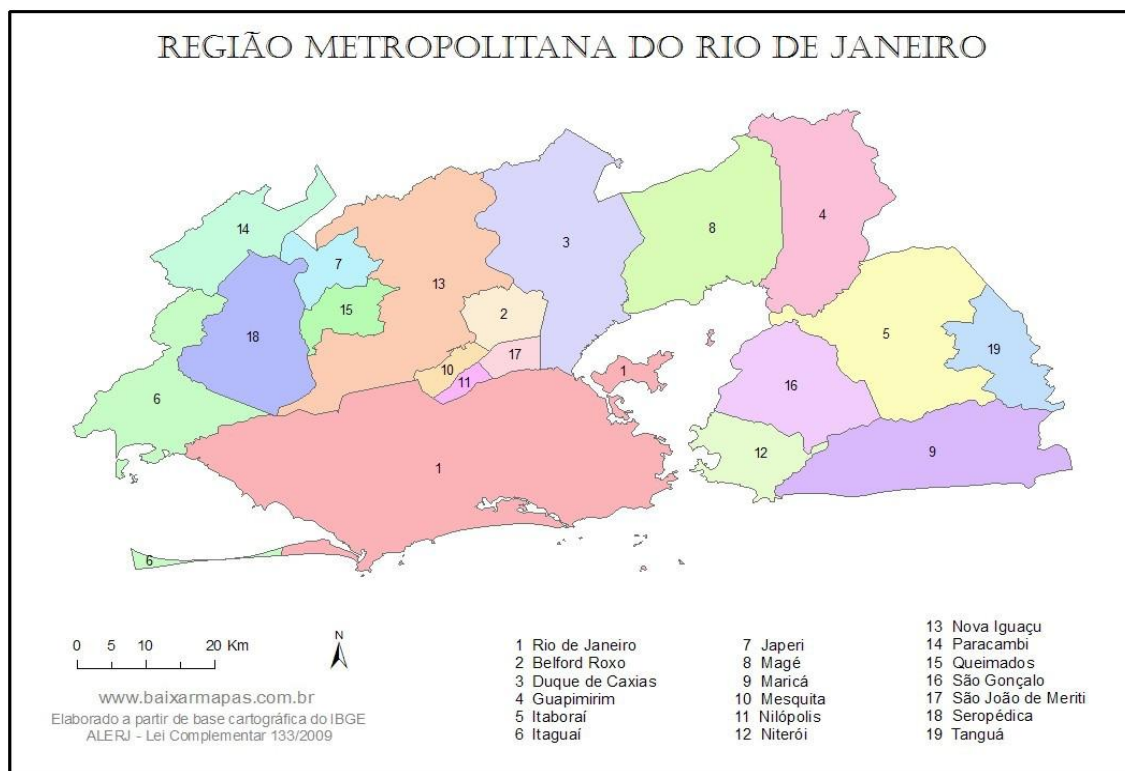 REGIÃO METROPOLITANA DO RIO DE JANEIRO
14
7
13
3
8
4
15
2
18
10
17
11
1
5
19
6
16
1
12
9
6
0 5 10 20 Km
N
www.baixarmapas.com.br
Elaborado a partir de base cartográfica do IBGE
ALERJ - Lei Complementar 133/2009
1 Rio de Janeiro
2 Belford Roxo
3 Duque de Caxias
4 Guapimirim
5 Itaboraí
6 Itaguaí
7 Japeri
8 Magé
9 Maricá
10 Mesquita
11 Nilópolis
12 Niterói
13 Nova Iguaçu
14 Paracambi
15 Queimados
16 São Gonçalo
17 São João de Meriti
18 Seropédica
19 Tanguá